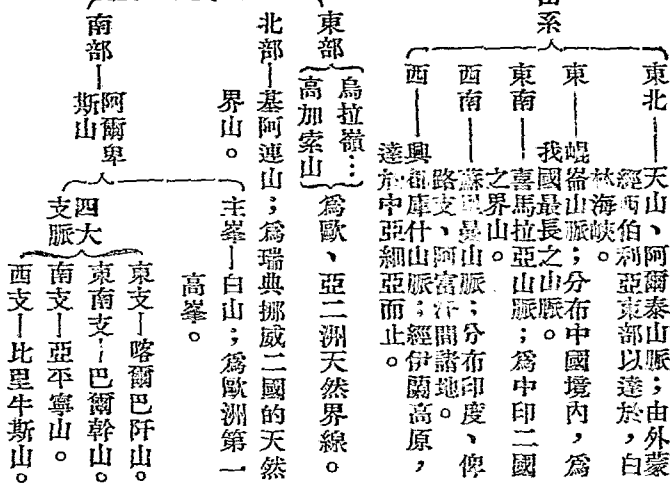 系
東北——天山、阿爾泰山脈;由外蒙
經西伯利亞東部以達於,白
林海峽。
東——崐崙山脈;分布中國境內,爲
我國最長之山脈。
東南——喜馬拉亞山脈;爲中印二國
之界山。
西南——蘇里曼山脈;分布印度、俾
路支、阿富汗間諸地。
西——興都庫什山脈;經伊蘭高原,
達於中亞細亞而止。
東部
烏拉嶺…
高加索山
爲歐、亞二洲天然界線。
北部—基阿連山;爲瑞典挪威二國的天然
界山。
南部—阿爾卑
斯山
主峯—白山;爲歐洲第一
高峯。
四大
支脈
東支—喀爾巴阡山。
東南支—巴爾幹山。
南支—亞平寧山。
西支—比里牛斯山。